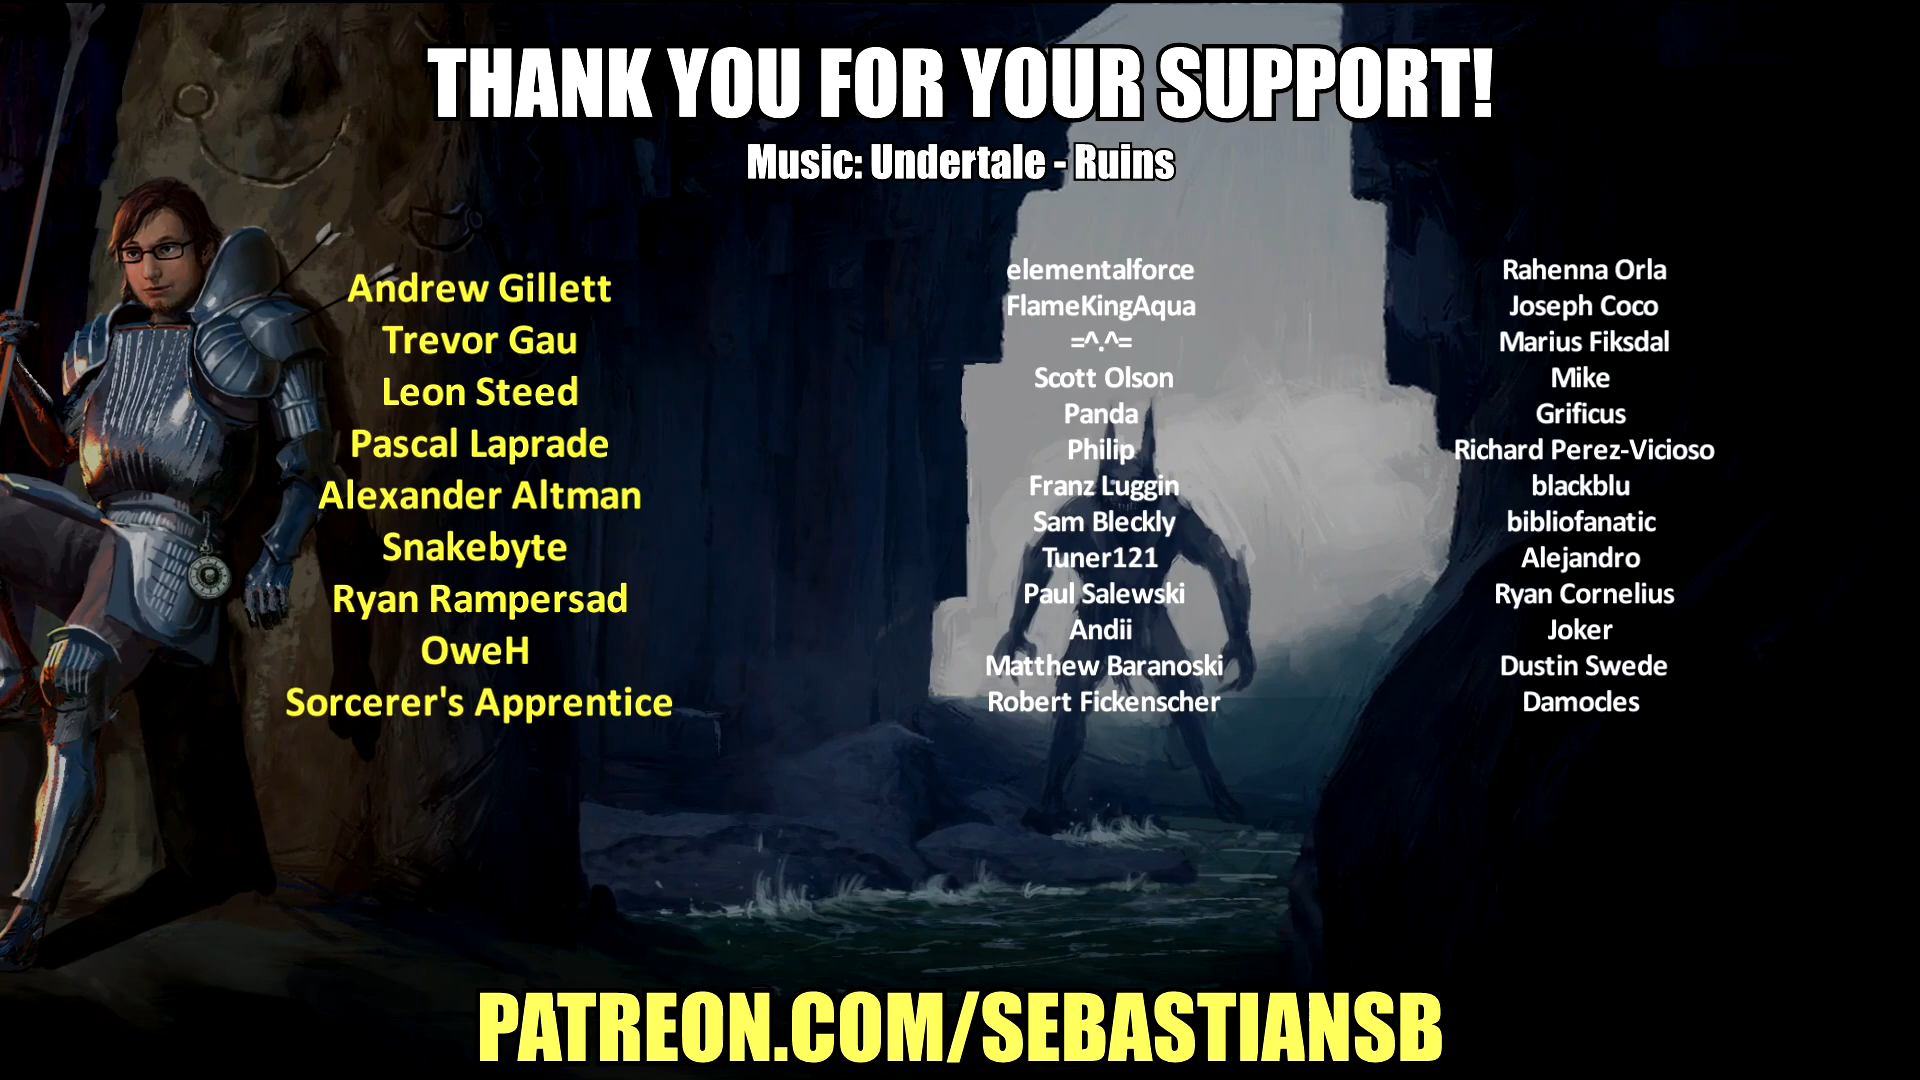 THANK YOU FOR YOUR SUPPORT!
Music: Undertale - Ruins
Andrew Gillett
Trevor Gau
Leon Steed
Pascal Laprade
Alexander Altman
Snakebyte
Ryan Rampersad
OweH
Sorcerer's Apprentice
elementalforce
FlameKingAqua
=^.^=
Scott Olson
Panda
Philip
Franz Luggin
Sam Bleckly
Tuner121
Paul Salewski
Andii
Matthew Baranoski
Robert Fickenscher
Rahenna Orla
Joseph Coco
Marius Fiksdal
Mike
Grificus
Richard Perez-Vicioso
blackblu
bibliofanatic
Alejandro
Ryan Cornelius
Joker
Dustin Swede
Damocles
PATREON.COM/SEBASTIANSB